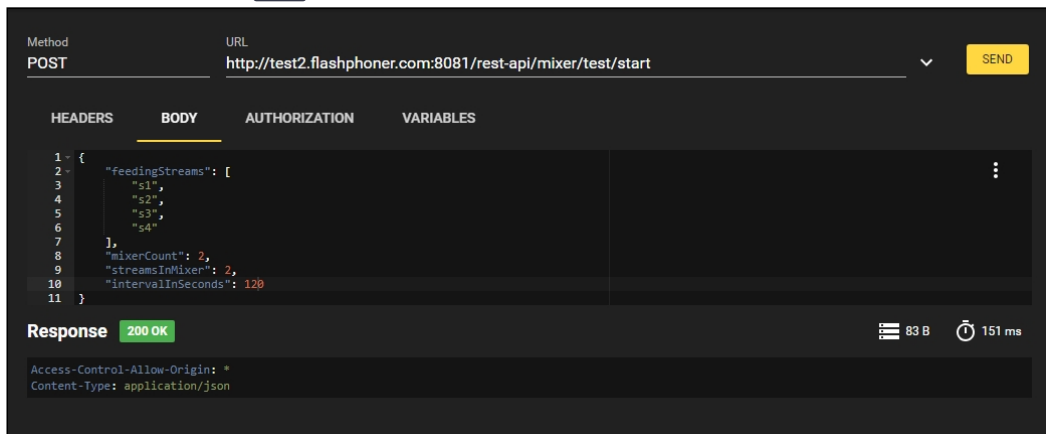 Method URL
POST http://test2.flashphoner.com:8081/rest-api/mixer/test/start SEND
HEADERS BODY AUTHORIZATION VARIABLES
1 {
2 "feedingStreams": [
3 "s1",
4 "s2",
5 "s3",
6 "s4"
7 ],
8 "mixerCount": 2,
9 "streamsInMixer": 2,
10 "intervalInSeconds": 120
11 }
Response 200 OK 83 B 151 ms
Access-Control-Allow-Origin: *
Content-Type: application/json